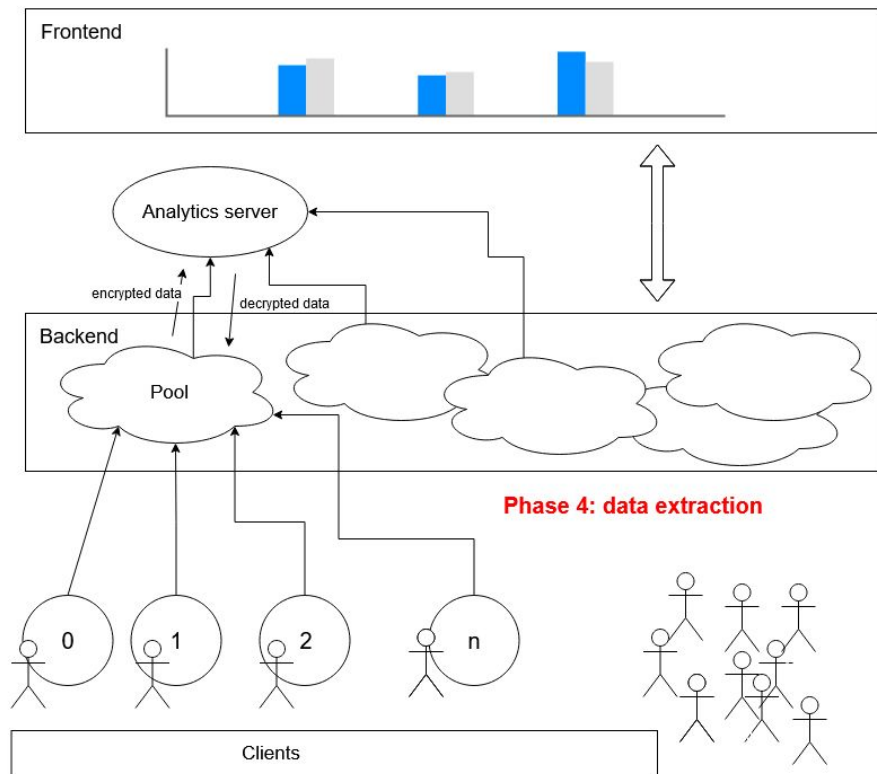 Frontend
Analytics server
encrypted data
decrypted data
Backend
Pool
Phase 4: data extraction
0
1
2
n
Clients